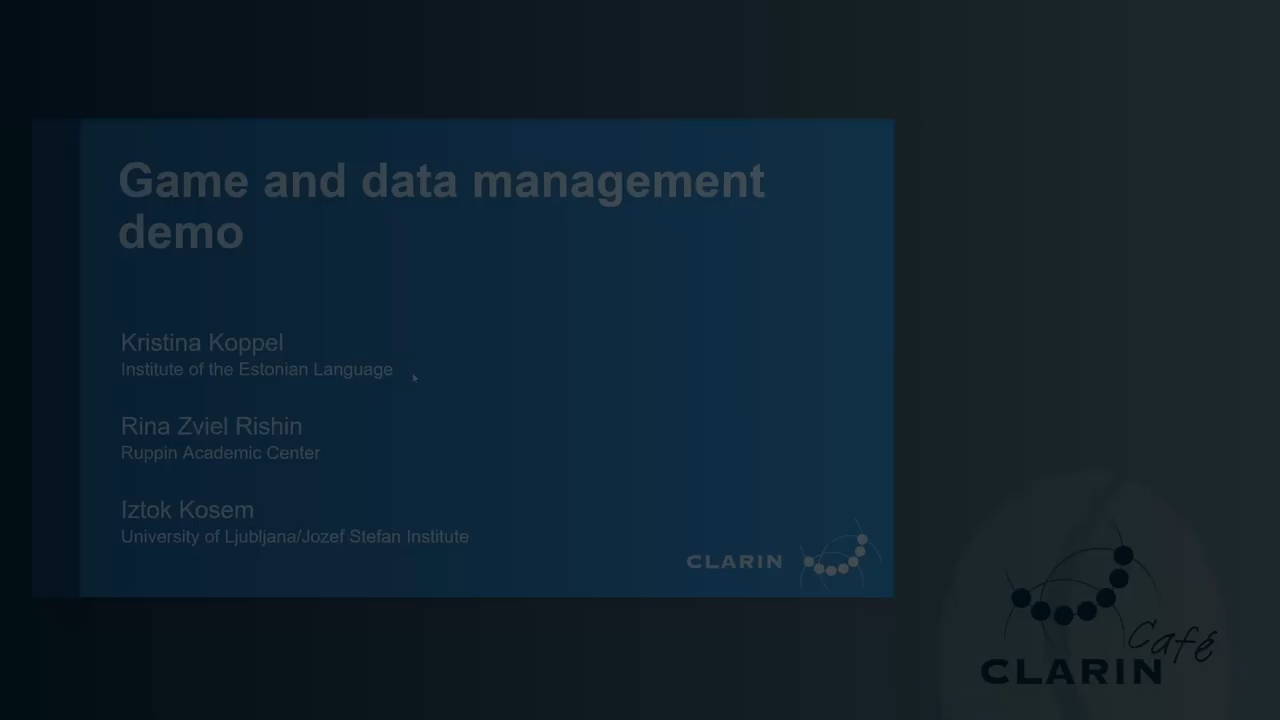 Game and data management
demo
Kristina Koppel
Institute of the Estonian Language
Rina Zviel Rishin
Ruppin Academic Center
Iztok Kosem
University of Ljubljana/Jozef Stefan Institute
CLARIN
Café
CLARIN